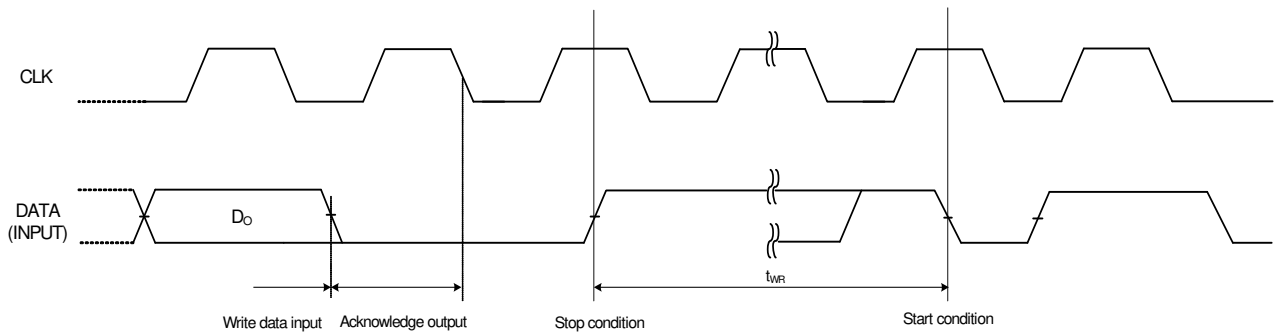 CLK
DATA
(INPUT)
Do
tWR
Write data input
Acknowledge output
Stop condition
Start condition